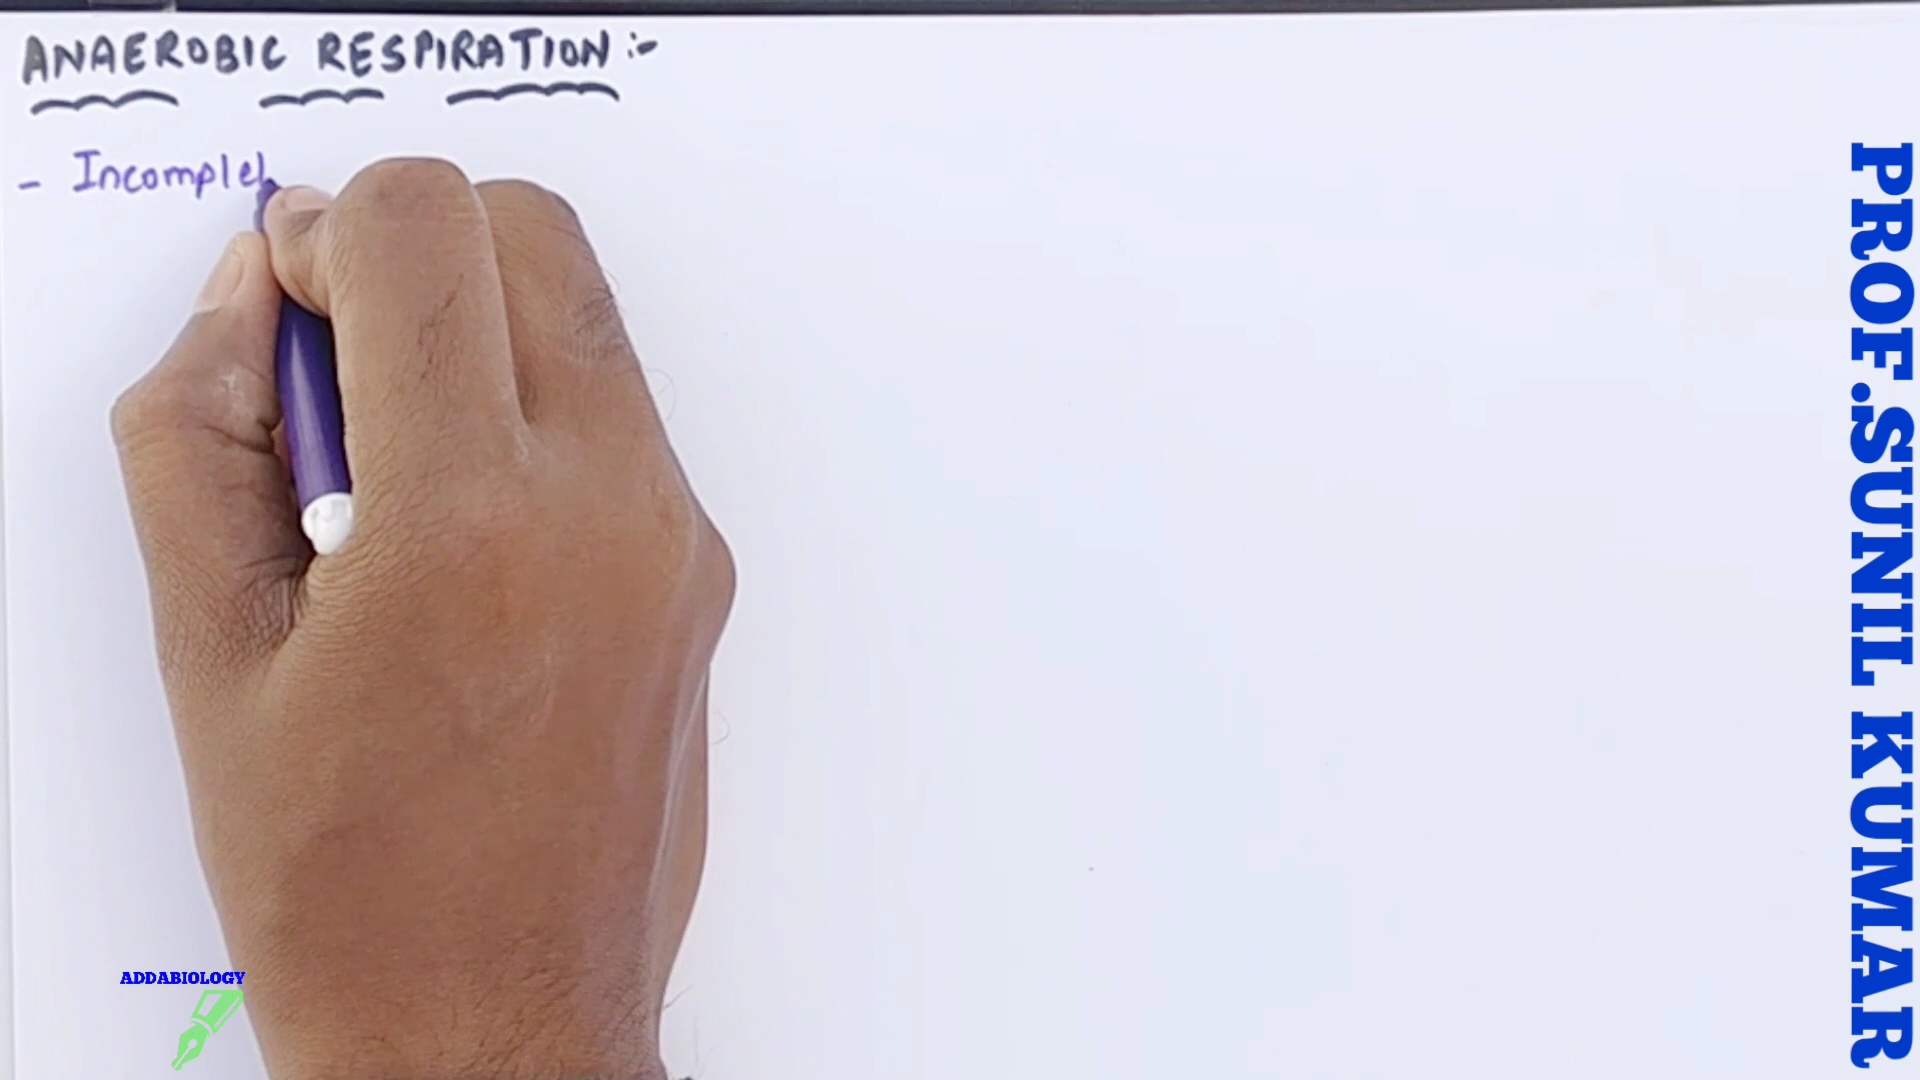 ANAEROBIC RESPIRATION :-
- Incomplet
PROF.SUNIL KUMAR
ADDABIOLOGY